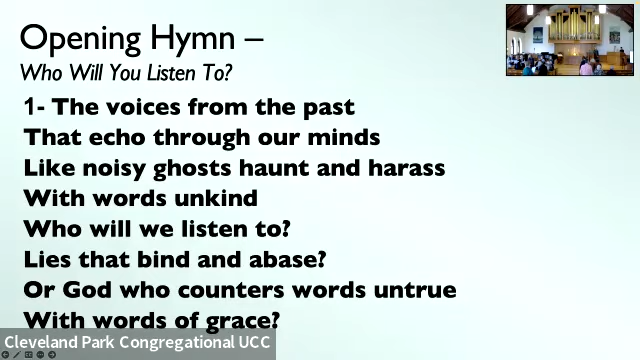 Opening Hymn –
Who Will You Listen To?
1- The voices from the past
That echo through our minds
Like noisy ghosts haunt and harass
With words unkind
Who will we listen to?
Lies that bind and abase?
Or God who counters words untrue
With words of grace?
Cleveland Park Congregational UCC